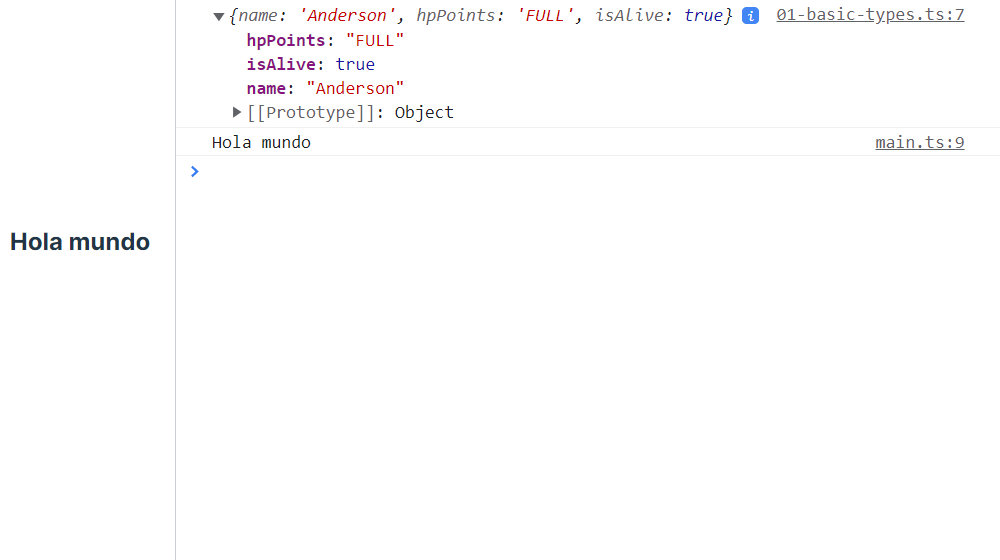 {name: 'Anderson', hpPoints: 'FULL', isAlive: true} i 01-basic-types.ts:7
hpPoints: "FULL"
isAlive: true
name: "Anderson"
[[Prototype]]: Object
Hola mundo main.ts:9
Hola mundo